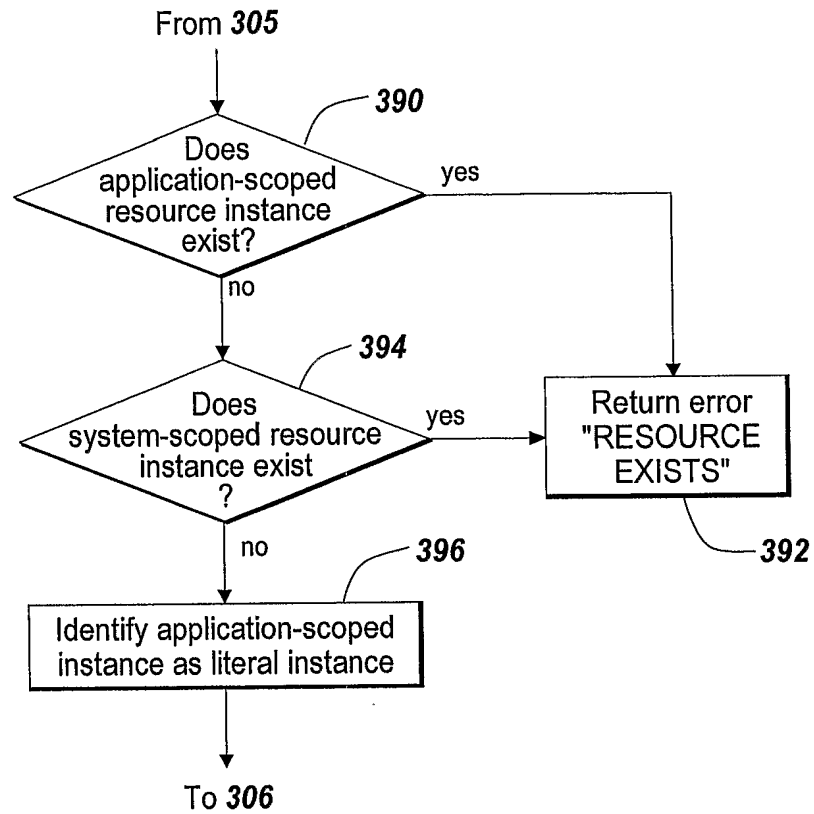 From 305
390
Does
application-scoped
resource instance
exist?
yes
no
394
Does
system-scoped resource
instance exist
?
yes
Return error
"RESOURCE
EXISTS"
392
no
396
Identify application-scoped
instance as literal instance
To 306